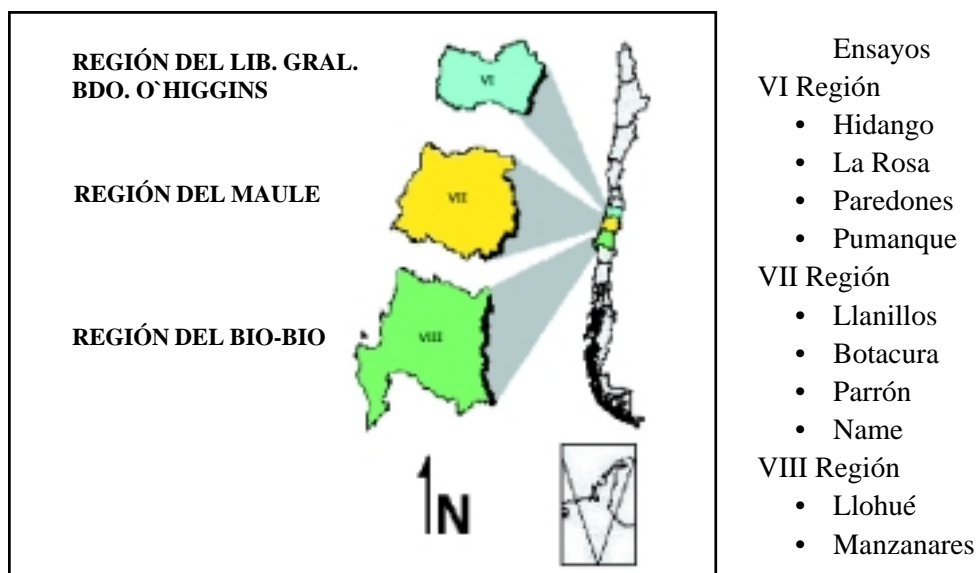 REGIÓN DEL LIB. GRAL.
BDO. O`HIGGINS
VI
REGIÓN DEL MAULE
VII
REGIÓN DEL BIO-BIO
VIII
N
Ensayos
VI Región
• Hidango
• La Rosa
• Paredones
• Pumanque
VII Región
• Llanillos
• Botacura
• Parrón
• Name
VIII Región
• Llohué
• Manzanares